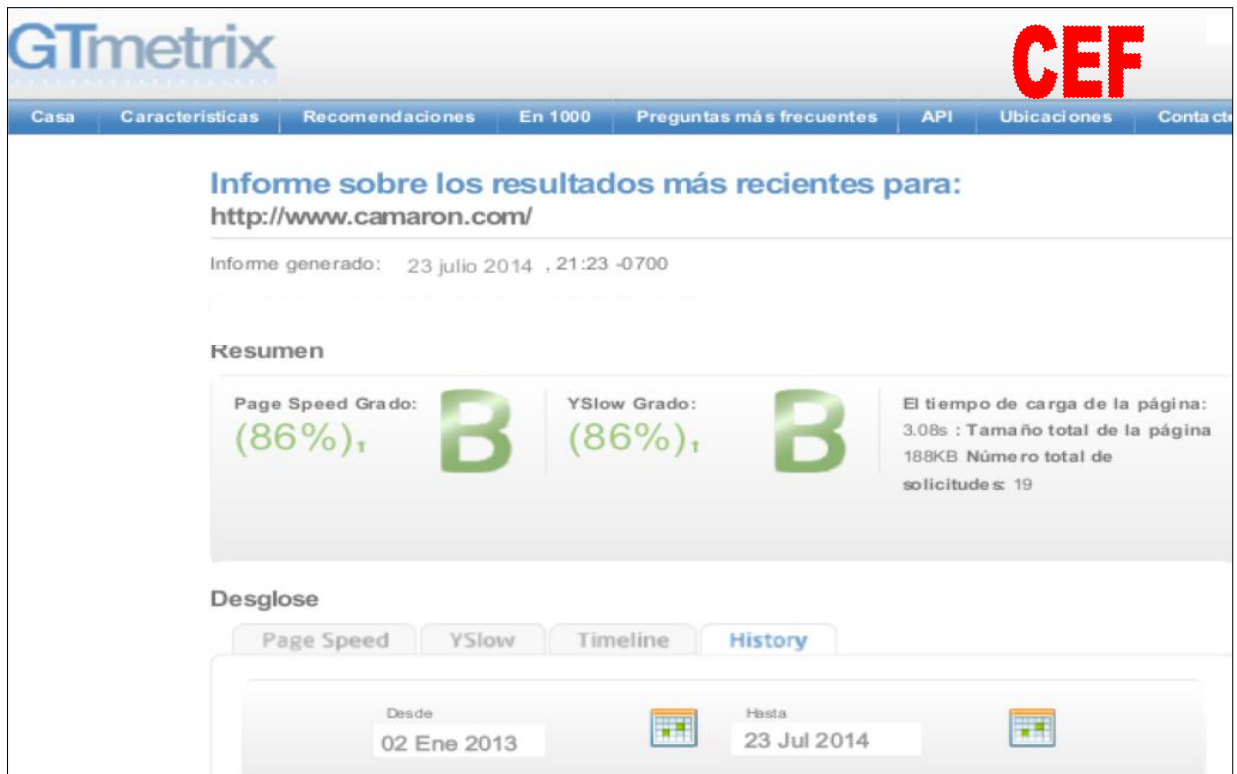 GTmetrix
CEF
Casa Características Recomendaciones En 1000 Preguntas más frecuentes API Ubicaciones Contacto
Informe sobre los resultados más recientes para:
http://www.camaron.com/
Informe generado: 23 julio 2014 , 21:23 -0700
Resumen
Page Speed Grado:
(86%)↑
B
YSlow Grado:
(86%)↑
B
El tiempo de carga de la página:
3.08s : Tamaño total de la página
188KB Número total de
solicitudes: 19
Desglose
Page Speed YSlow Timeline History
Desde
02 Ene 2013
Hasta
23 Jul 2014